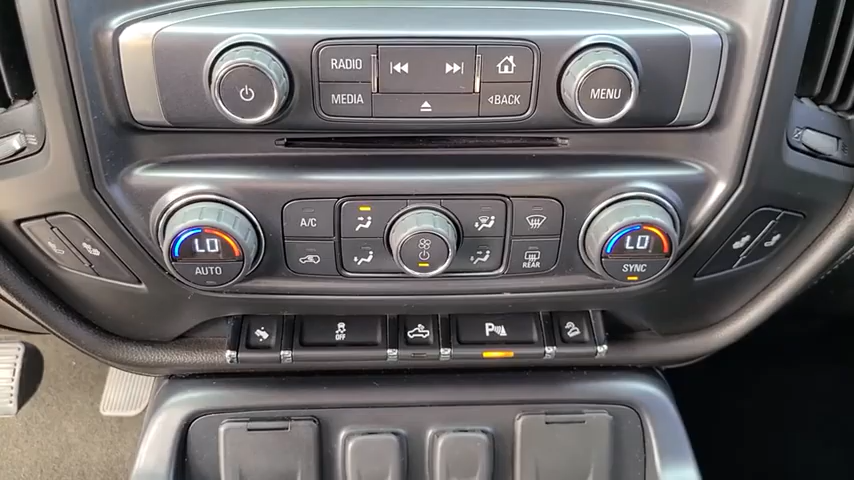 RADIO
MEDIA
BACK
MENU
LO
AUTO
A/C
REAR
LO
SYNC
OFF
P